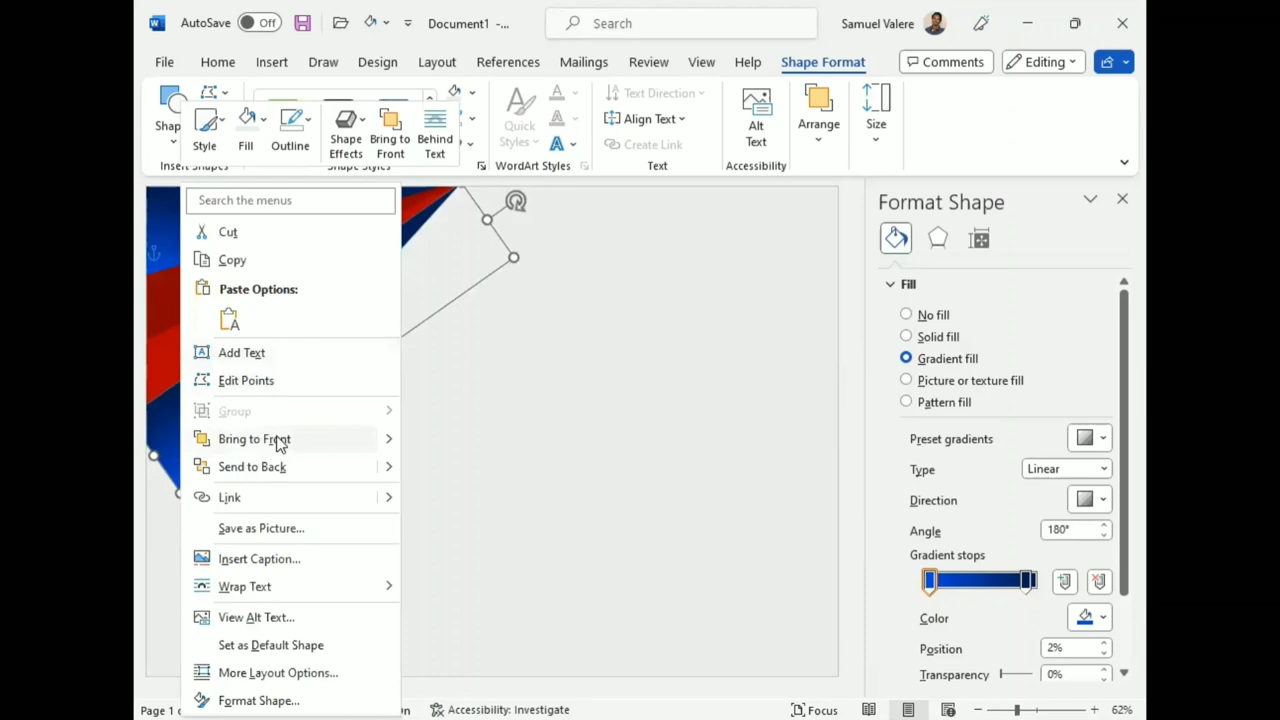 AutoSave Off Document1 -... Search Samuel Valere
File Home Insert Draw Design Layout References Mailings Review View Help Shape Format Comments Editing
Style Fill Outline Shape Effects Bring to Front Behind Text
Quick Styles
WordArt Styles
Text Direction
Align Text
Create Link
Text
Alt Text
Accessibility
Arrange
Size
Search the menus
Cut
Copy
Paste Options:
Add Text
Edit Points
Group
Bring to Front
Send to Back
Link
Save as Picture...
Insert Caption...
Wrap Text
View Alt Text...
Set as Default Shape
More Layout Options...
Format Shape...
Format Shape
Fill
No fill
Solid fill
Gradient fill
Picture or texture fill
Pattern fill
Preset gradients
Type Linear
Direction
Angle 180°
Gradient stops
Color
Position 2%
Transparency 0%
Page 1 Accessibility: Investigate Focus 62%